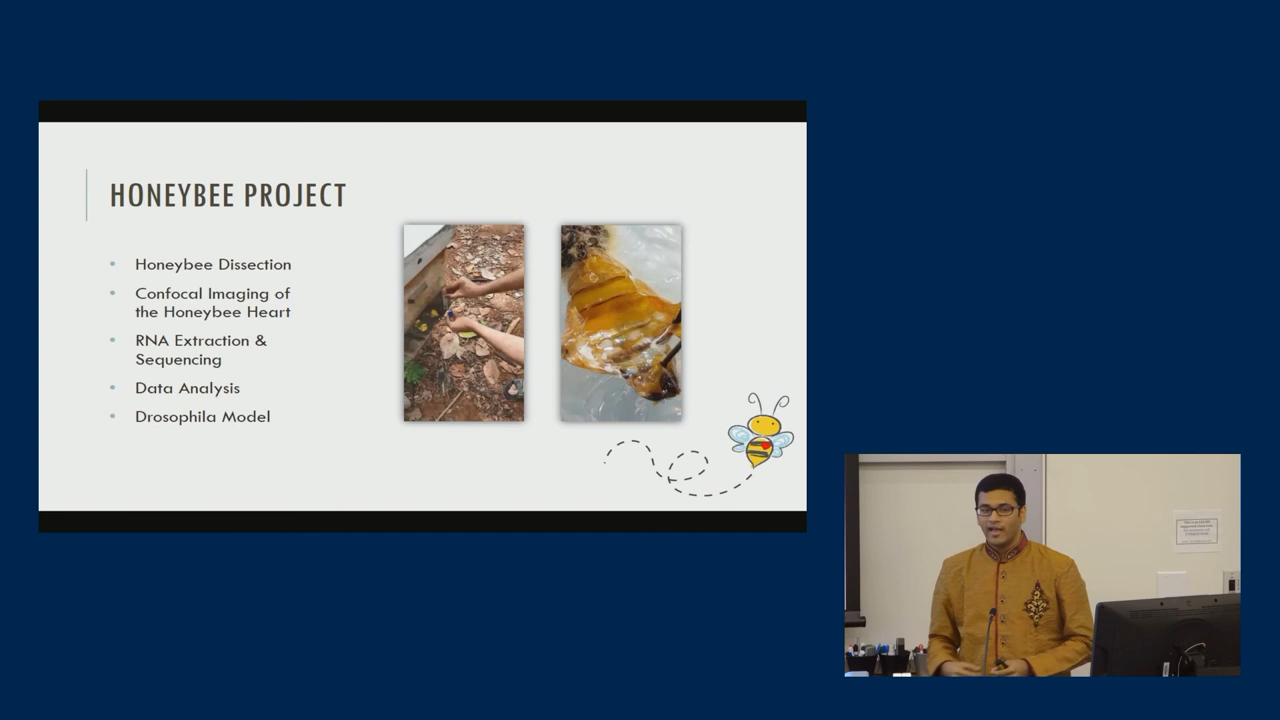 HONEYBEE PROJECT
• Honeybee Dissection
• Confocal Imaging of
the Honeybee Heart
• RNA Extraction &
Sequencing
• Data Analysis
• Drosophila Model